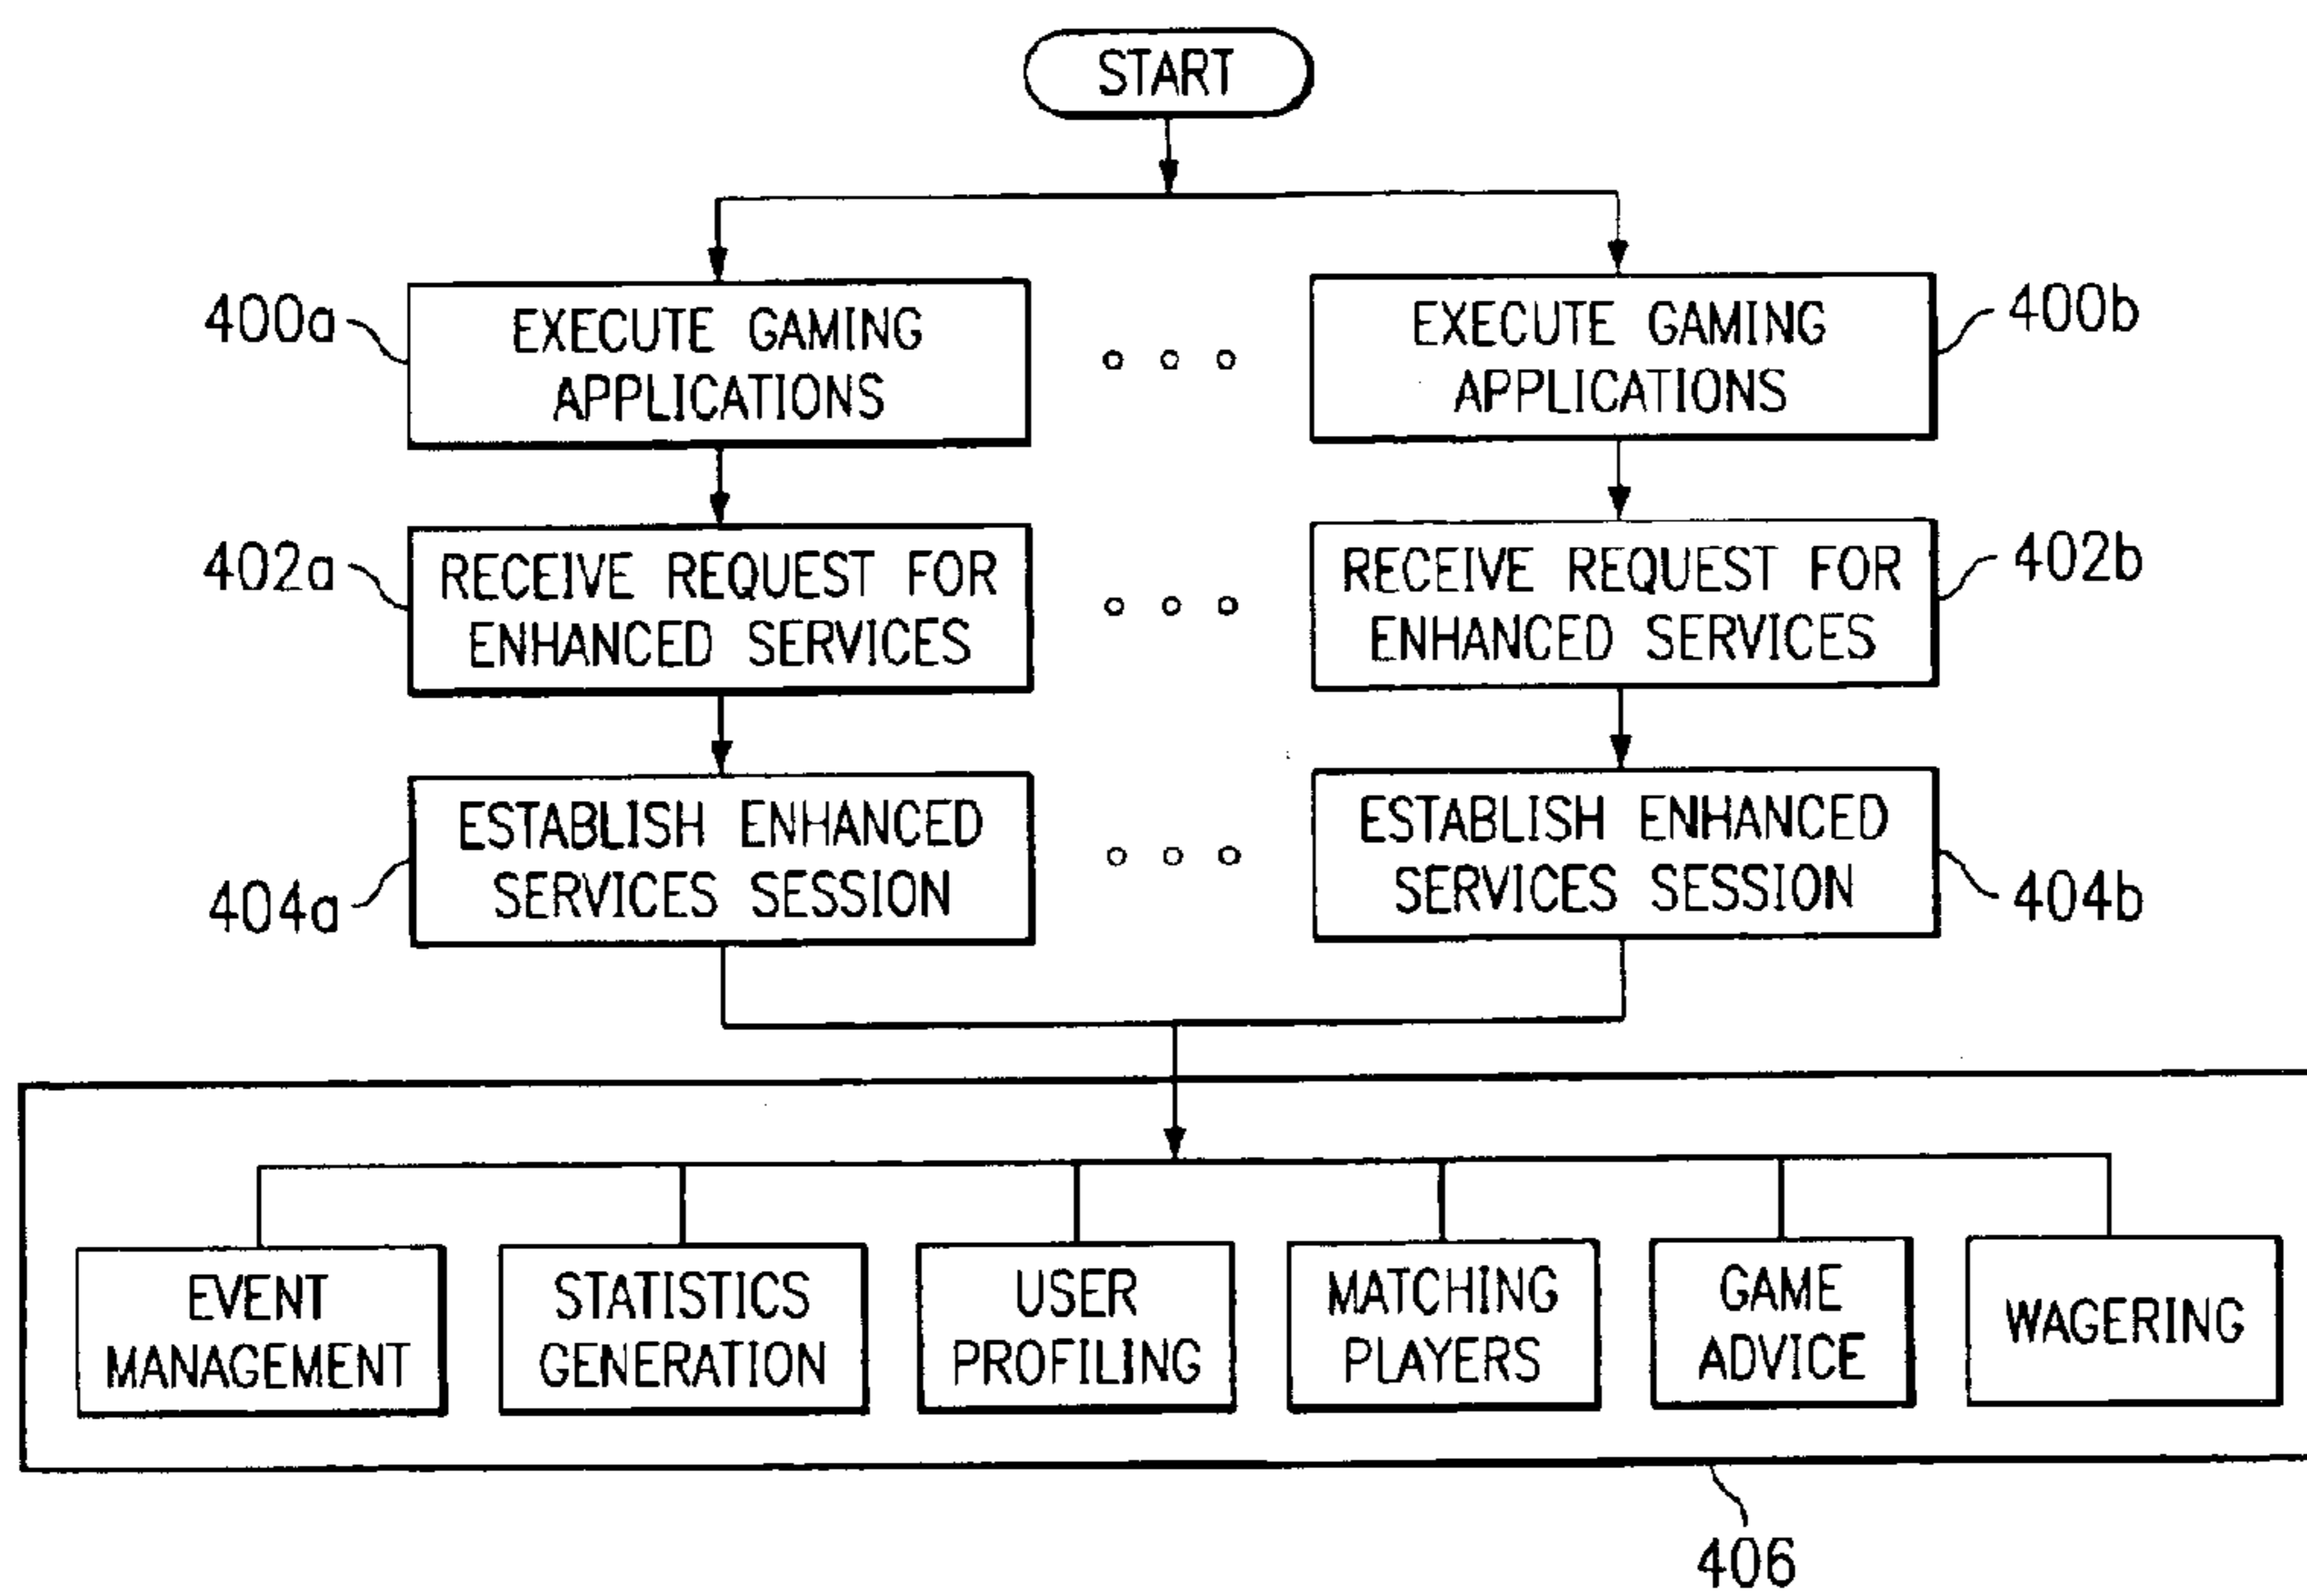 START
400a
EXECUTE GAMING
APPLICATIONS
EXECUTE GAMING
APPLICATIONS
400b
402a
RECEIVE REQUEST FOR
ENHANCED SERVICES
RECEIVE REQUEST FOR
ENHANCED SERVICES
402b
404a
ESTABLISH ENHANCED
SERVICES SESSION
ESTABLISH ENHANCED
SERVICES SESSION
404b
EVENT
MANAGEMENT
STATISTICS
GENERATION
USER
PROFILING
MATCHING
PLAYERS
GAME
ADVICE
WAGERING
406